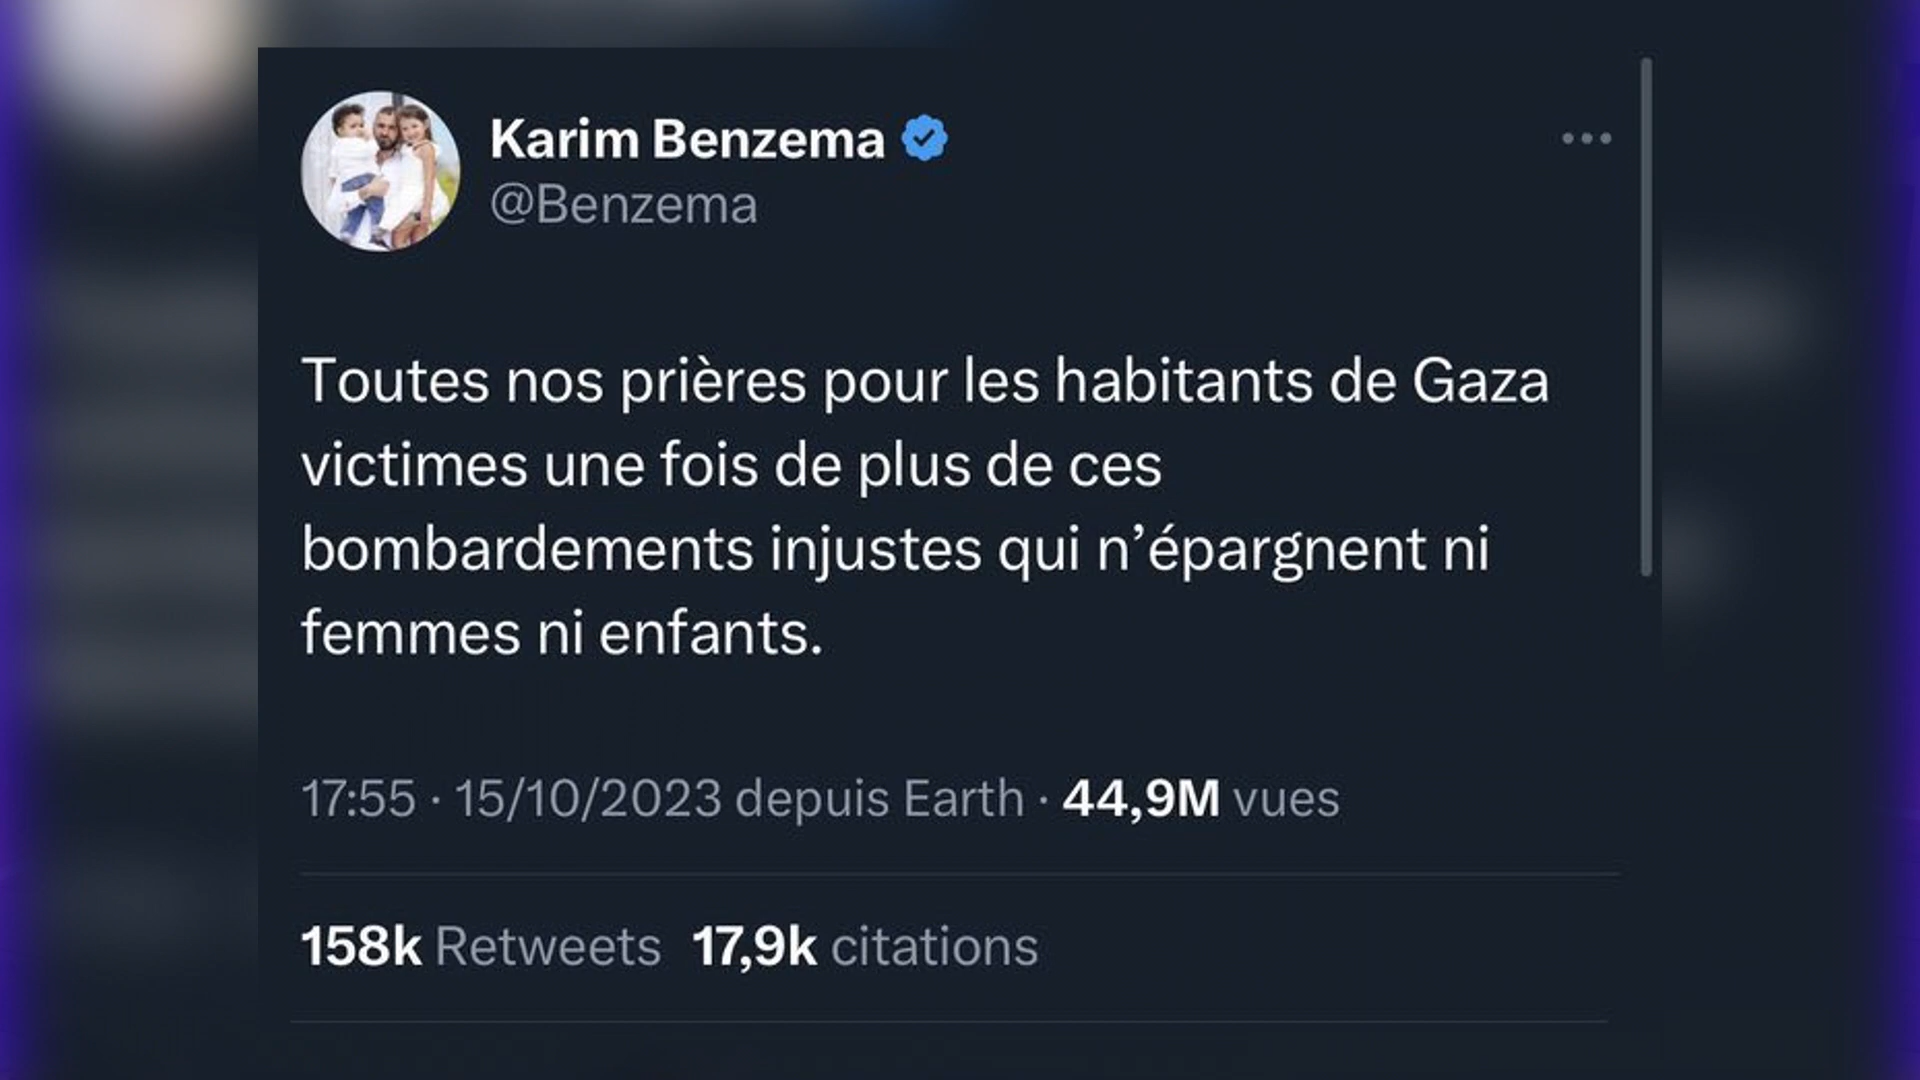 Karim Benzema
@Benzema
Toutes nos prières pour les habitants de Gaza
victimes une fois de plus de ces
bombardements injustes qui n’épargnent ni
femmes ni enfants.
17:55 · 15/10/2023 depuis Earth · 44,9M vues
158k Retweets 17,9k citations